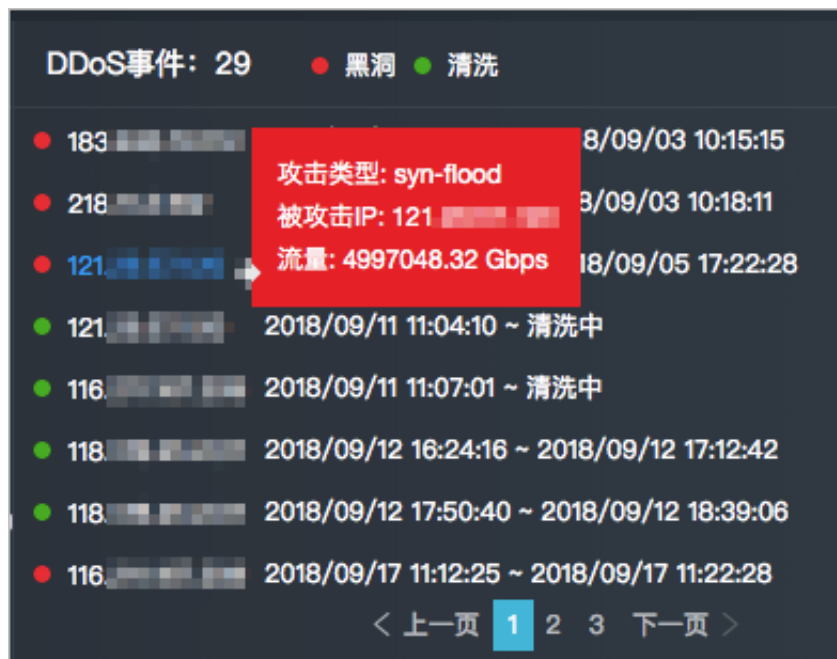 DDoS事件：29 黑洞 清洗
183 8/09/03 10:15:15
攻击类型: syn-flood
218 8/09/03 10:18:11
被攻击IP: 121
121. 18/09/05 17:22:28
流量: 4997048.32 Gbps
121. 2018/09/11 11:04:10 ~ 清洗中
116. 2018/09/11 11:07:01 ~ 清洗中
118. 2018/09/12 16:24:16 ~ 2018/09/12 17:12:42
118. 2018/09/12 17:50:40 ~ 2018/09/12 18:39:06
116. 2018/09/17 11:12:25 ~ 2018/09/17 11:22:28
< 上一页 1 2 3 下一页 >